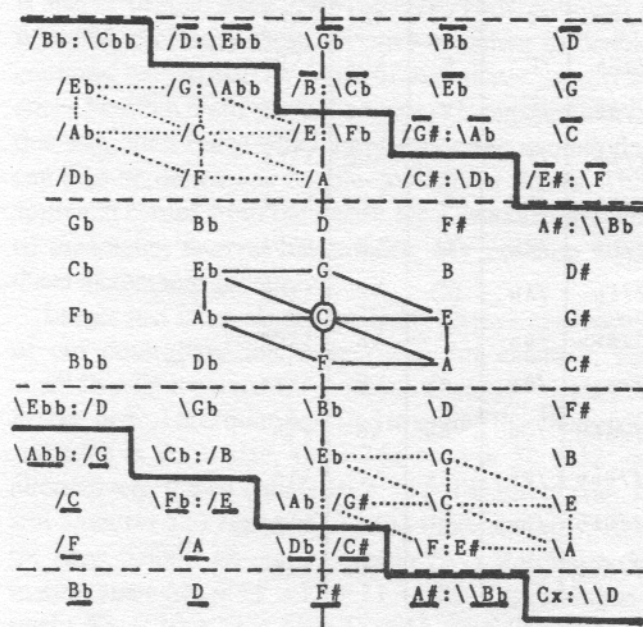 /Bb:\Cbb /D:\Ebb \Gb \Bb \D
/Eb /G:\Abb /B:\Cb \Eb \G
/Ab /C /E:\Fb /G#:\Ab \C
/Db /F /A /C#:\Db /E#:\F
Gb Bb D F# A#:\\Bb
Cb Eb G B D#
Fb Ab C E G#
Bbb Db F A C#
\Ebb:/D \Gb \Bb \D F#
\Abb:/G \Cb:/B \Eb \G \B
/C \Fb:/E \Ab:/G# \C \E
/F /A \Db:/C# \F:E# \A
Bb D F# A#:\\Bb Cx:\\D